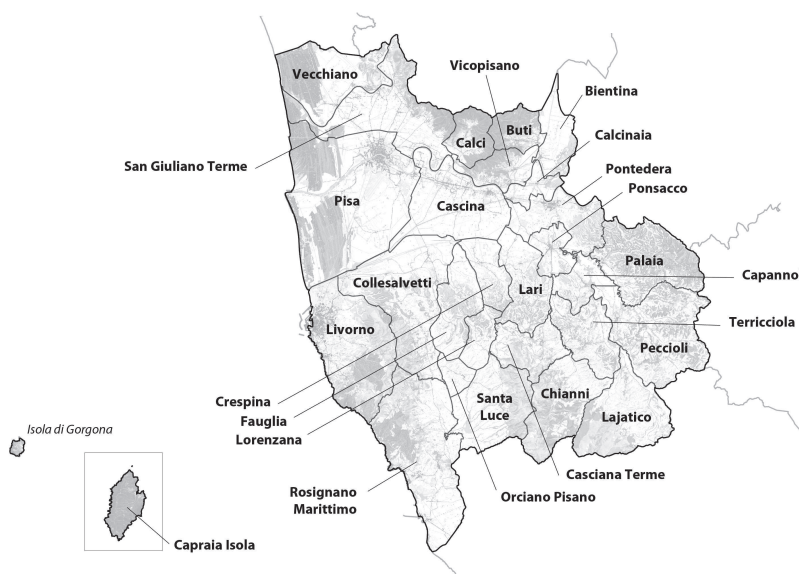 Vecchiano
Vicopisano
Bientina
Calci
Buti
Calcinaia
San Giuliano Terme
Pontedera
Ponsacco
Pisa
Cascina
Palaia
Capanno
Collesalvetti
Lari
Livorno
Terricciola
Peccioli
Crespina
Fauglia
Lorenzana
Santa
Luce
Chianni
Lajatico
Isola di Gorgona
Casciana Terme
Orciano Pisano
Rosignano
Marittimo
Capraia Isola